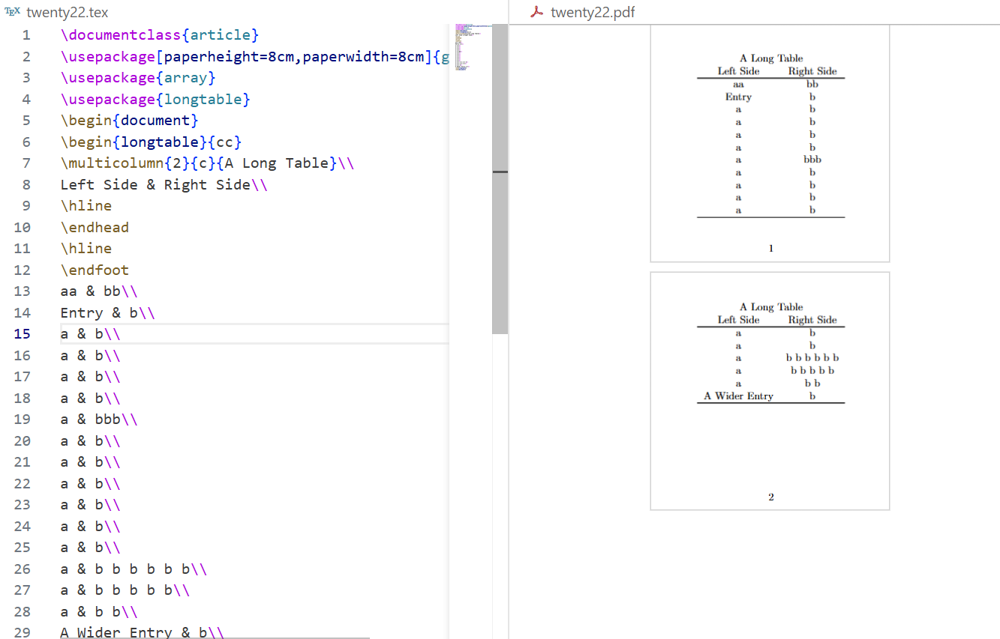 TEX twenty22.tex
1 \documentclass{article}
2 \usepackage[paperheight=8cm,paperwidth=8cm]{g
3 \usepackage{array}
4 \usepackage{longtable}
5 \begin{document}
6 \begin{longtable}{cc}
7 \multicolumn{2}{c}{A Long Table}\\
8 Left Side & Right Side\\
9 \hline
10 \endhead
11 \hline
12 \endfoot
13 aa & bb\\
14 Entry & b\\
15 a & b\\
16 a & b\\
17 a & b\\
18 a & b\\
19 a & bbb\\
20 a & b\\
21 a & b\\
22 a & b\\
23 a & b\\
24 a & b\\
25 a & b\\
26 a & b b b b b b\\
27 a & b b b b b\\
28 a & b b\\
29 A Wider Entry & b\\
twenty22.pdf
A Long Table
Left Side Right Side
aa bb
Entry b
a b
a b
a b
a b
a bbb
a b
a b
a b
a b
1
A Long Table
Left Side Right Side
a b
a b
a b b b b b b
a b b b b b
a b b
A Wider Entry b
2